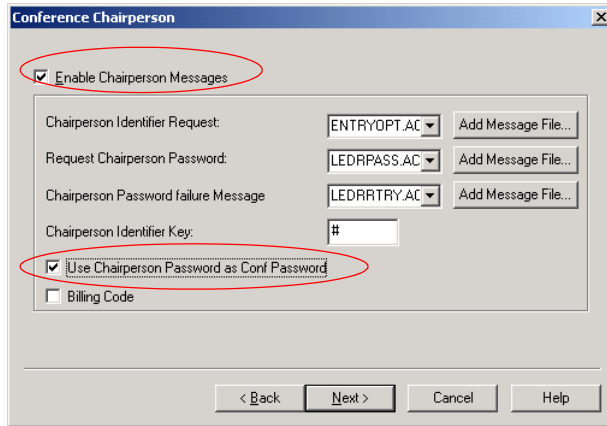 Conference Chairperson
Enable Chairperson Messages
Chairperson Identifier Request: ENTRYOPT.AC Add Message File...
Request Chairperson Password: LEDRPASS.AC Add Message File...
Chairperson Password failure Message LEDRRTRY.AC Add Message File...
Chairperson Identifier Key: #
Use Chairperson Password as Conf Password
Billing Code
< Back Next > Cancel Help